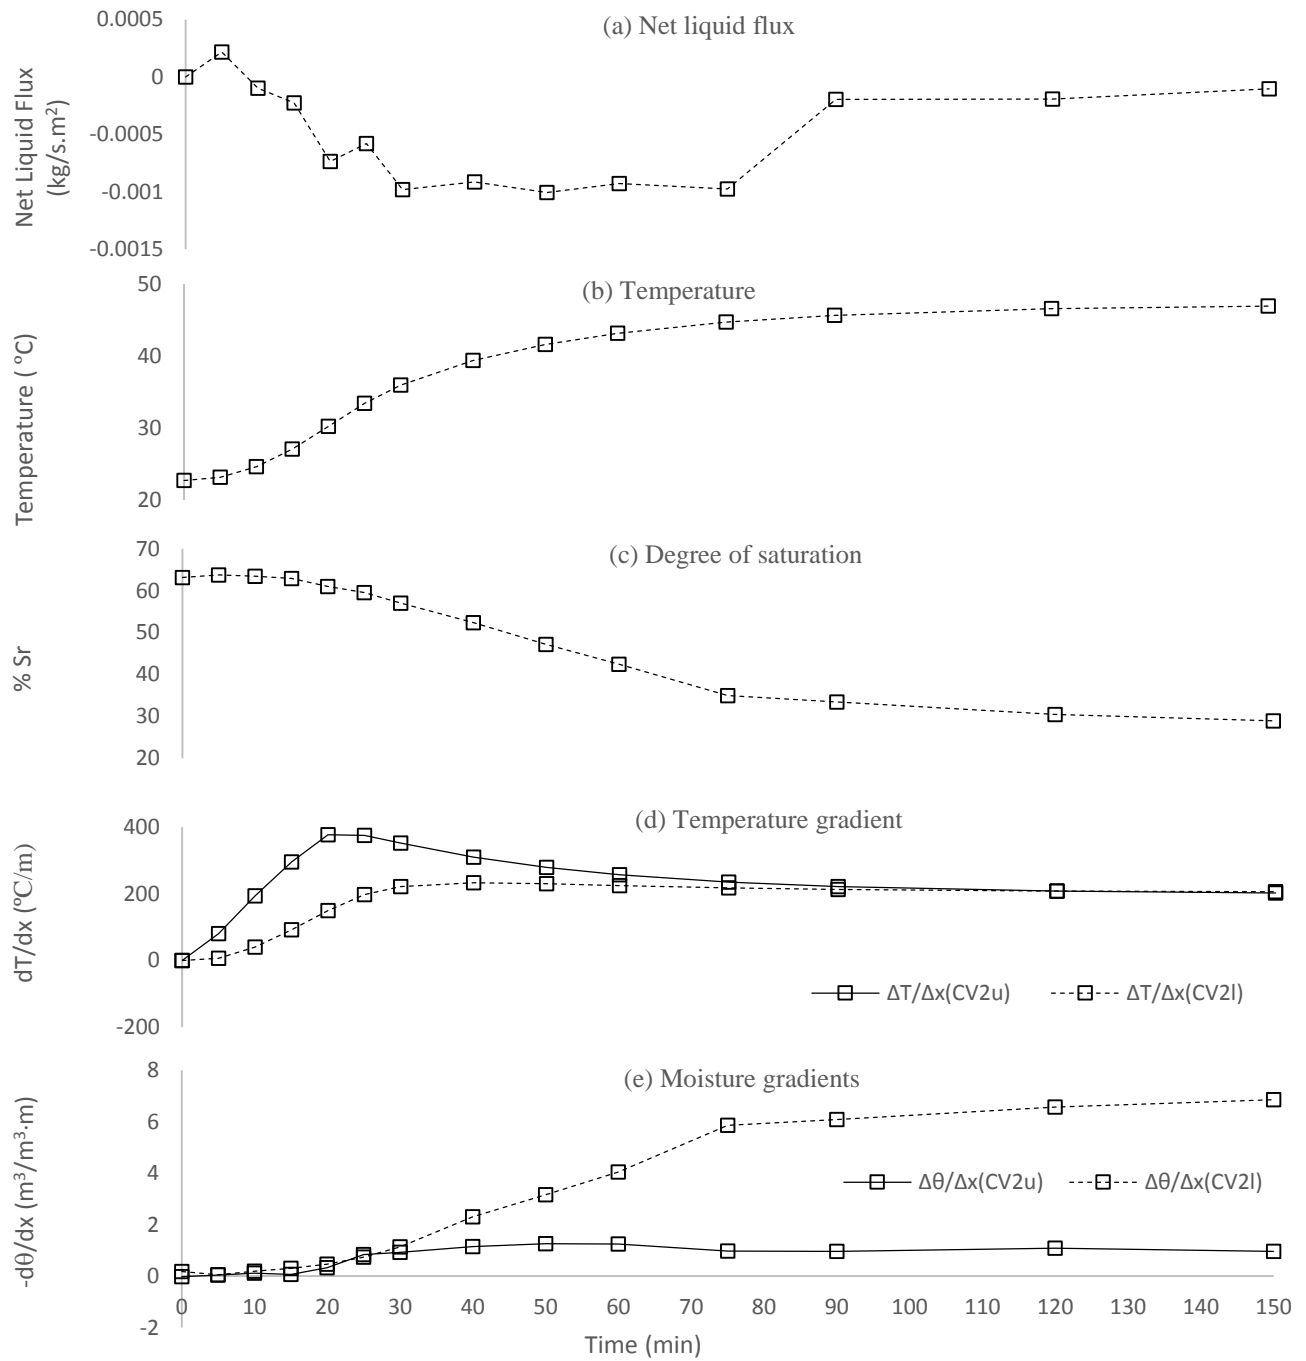 (a) Net liquid flux
Net Liquid Flux
(kg/s.m²)
0.0005
0
-0.0005
-0.001
-0.0015
(b) Temperature
Temperature ( °C)
50
40
30
20
(c) Degree of saturation
% Sr
70
60
50
40
30
20
(d) Temperature gradient
dT/dx (°C/m)
400
200
0
-200
ΔT/Δx(CV2u) ΔT/Δx(CV2l)
(e) Moisture gradients
-dθ/dx (m³/m³·m)
8
6
4
2
0
-2
Δθ/Δx(CV2u) Δθ/Δx(CV2l)
0 10 20 30 40 50 60 70 80 90 100 110 120 130 140 150
Time (min)